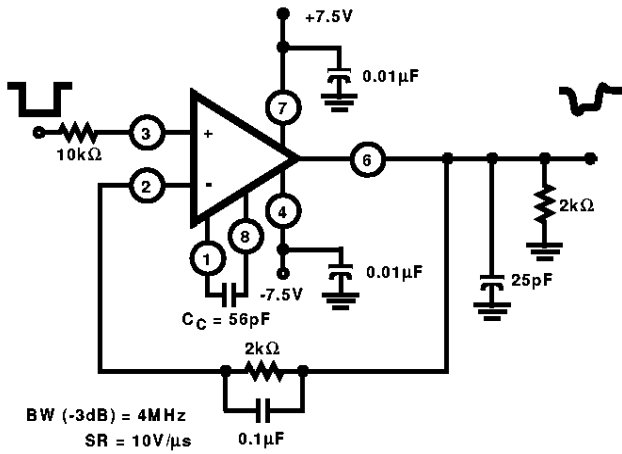 +7.5V
0.01µF
7
3
+
10kΩ
2
-
6
4
8
1
2kΩ
0.01µF
-7.5V
25pF
CC = 56pF
2kΩ
0.1µF
BW (-3dB) = 4MHz
SR = 10V/µs